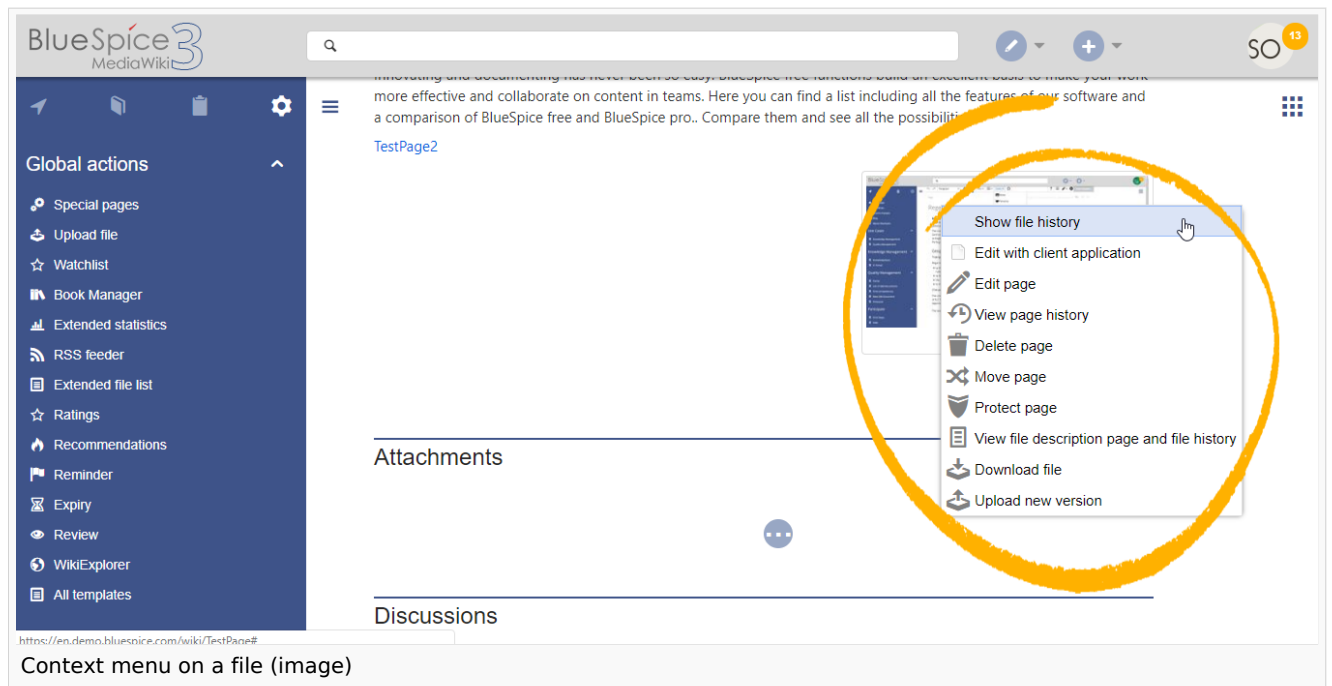 BlueSpice 3
MediaWiki
SO
13
innovating and documenting has never been so easy. BlueSpice free functions build an excellent basis to make your work
more effective and collaborate on content in teams. Here you can find a list including all the features of our software and
a comparison of BlueSpice free and BlueSpice pro.. Compare them and see all the
TestPage2
Global actions
Special pages
Upload file
Watchlist
Book Manager
Extended statistics
RSS feeder
Extended file list
Ratings
Recommendations
Reminder
Expiry
Review
WikiExplorer
All templates
Show file history
Edit with client application
Edit page
View page history
Delete page
Move page
Protect page
View file description page and file history
Download file
Upload new version
Attachments
Discussions
https://en.demo.bluespice.com/wiki/TestPage#
Context menu on a file (image)